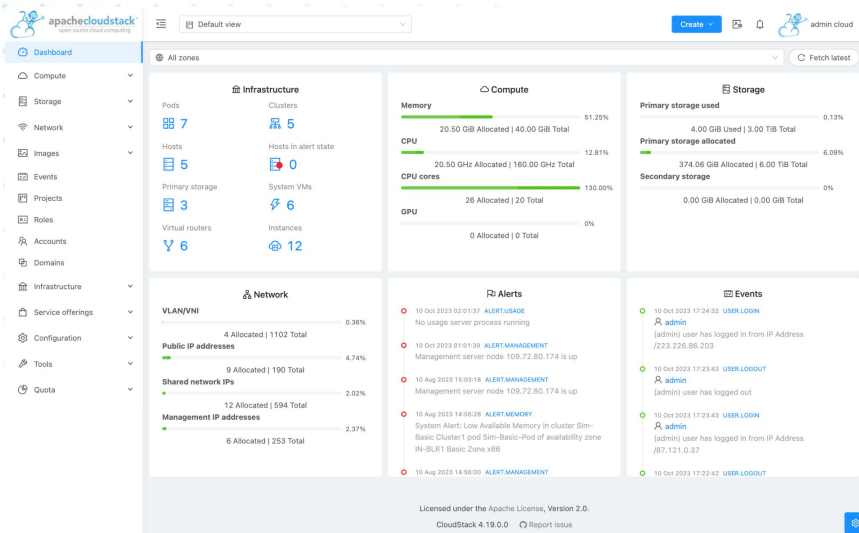 apachecloudstack
open source cloud computing
Default view
Create
admin cloud
Dashboard
Compute
Storage
Network
Images
Events
Projects
Roles
Accounts
Domains
Infrastructure
Service offerings
Configuration
Tools
Quota
All zones
Fetch latest
Infrastructure
Pods Clusters
7 5
Hosts Hosts in alert state
5 0
Primary storage System VMs
3 6
Virtual routers Instances
6 12
Compute
Memory
51.25%
20.50 GiB Allocated | 40.00 GiB Total
CPU
12.81%
20.50 GHz Allocated | 160.00 GHz Total
CPU cores
130.00%
26 Allocated | 20 Total
GPU
0%
0 Allocated | 0 Total
Storage
Primary storage used
0.13%
4.00 GiB Used | 3.00 TiB Total
Primary storage allocated
6.09%
374.06 GiB Allocated | 6.00 TiB Total
Secondary storage
0%
0.00 GiB Allocated | 0.00 GiB Total
Network
VLAN/VNI
0.36%
4 Allocated | 1102 Total
Public IP addresses
4.74%
9 Allocated | 190 Total
Shared network IPs
2.02%
12 Allocated | 594 Total
Management IP addresses
2.37%
6 Allocated | 253 Total
Alerts
10 Oct 2023 02:01:37 ALERT.USAGE
No usage server process running
10 Oct 2023 01:01:39 ALERT.MANAGEMENT
Management server node 109.72.80.174 is up
10 Aug 2023 15:03:18 ALERT.MANAGEMENT
Management server node 109.72.80.174 is up
10 Aug 2023 14:58:28 ALERT.MEMORY
System Alert: Low Available Memory in cluster Sim-
Basic Cluster1 pod Sim-Basic-Pod of availability zone
IN-BLR1 Basic Zone x86
10 Aug 2023 14:56:00 ALERT.MANAGEMENT
Events
10 Oct 2023 17:24:32 USER.LOGIN
admin
(admin) user has logged in from IP Address
/223.226.86.203
10 Oct 2023 17:23:43 USER.LOGOUT
admin
(admin) user has logged out
10 Oct 2023 17:23:43 USER.LOGIN
admin
(admin) user has logged in from IP Address
/87.121.0.37
10 Oct 2023 17:22:42 USER.LOGOUT
Licensed under the Apache License, Version 2.0.
CloudStack 4.19.0.0 Report issue